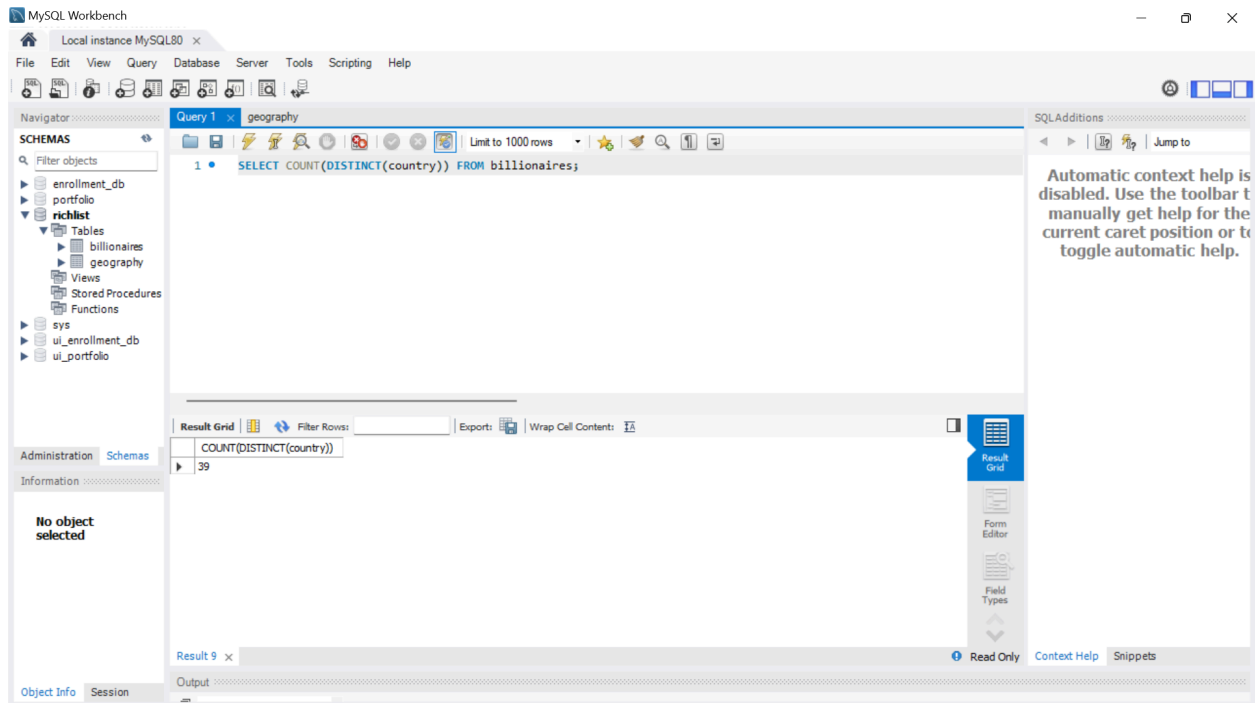 MySQL Workbench
Local instance MySQL80
File Edit View Query Database Server Tools Scripting Help
Navigator
SCHEMAS
Filter objects
enrollment_db
portfolio
richlist
Tables
billionaires
geography
Views
Stored Procedures
Functions
sys
ui_enrollment_db
ui_portfolio
Administration Schemas
Information
No object
selected
Object Info Session
Query 1 geography
Limit to 1000 rows
1 SELECT COUNT(DISTINCT(country)) FROM billionaires;
Result Grid Filter Rows: Export: Wrap Cell Content:
COUNT(DISTINCT(country))
39
Result
Grid
Form
Editor
Field
Types
Result 9 Read Only
Output
SQLAdditions
Jump to
Automatic context help is
disabled. Use the toolbar t
manually get help for the
current caret position or to
toggle automatic help.
Context Help Snippets